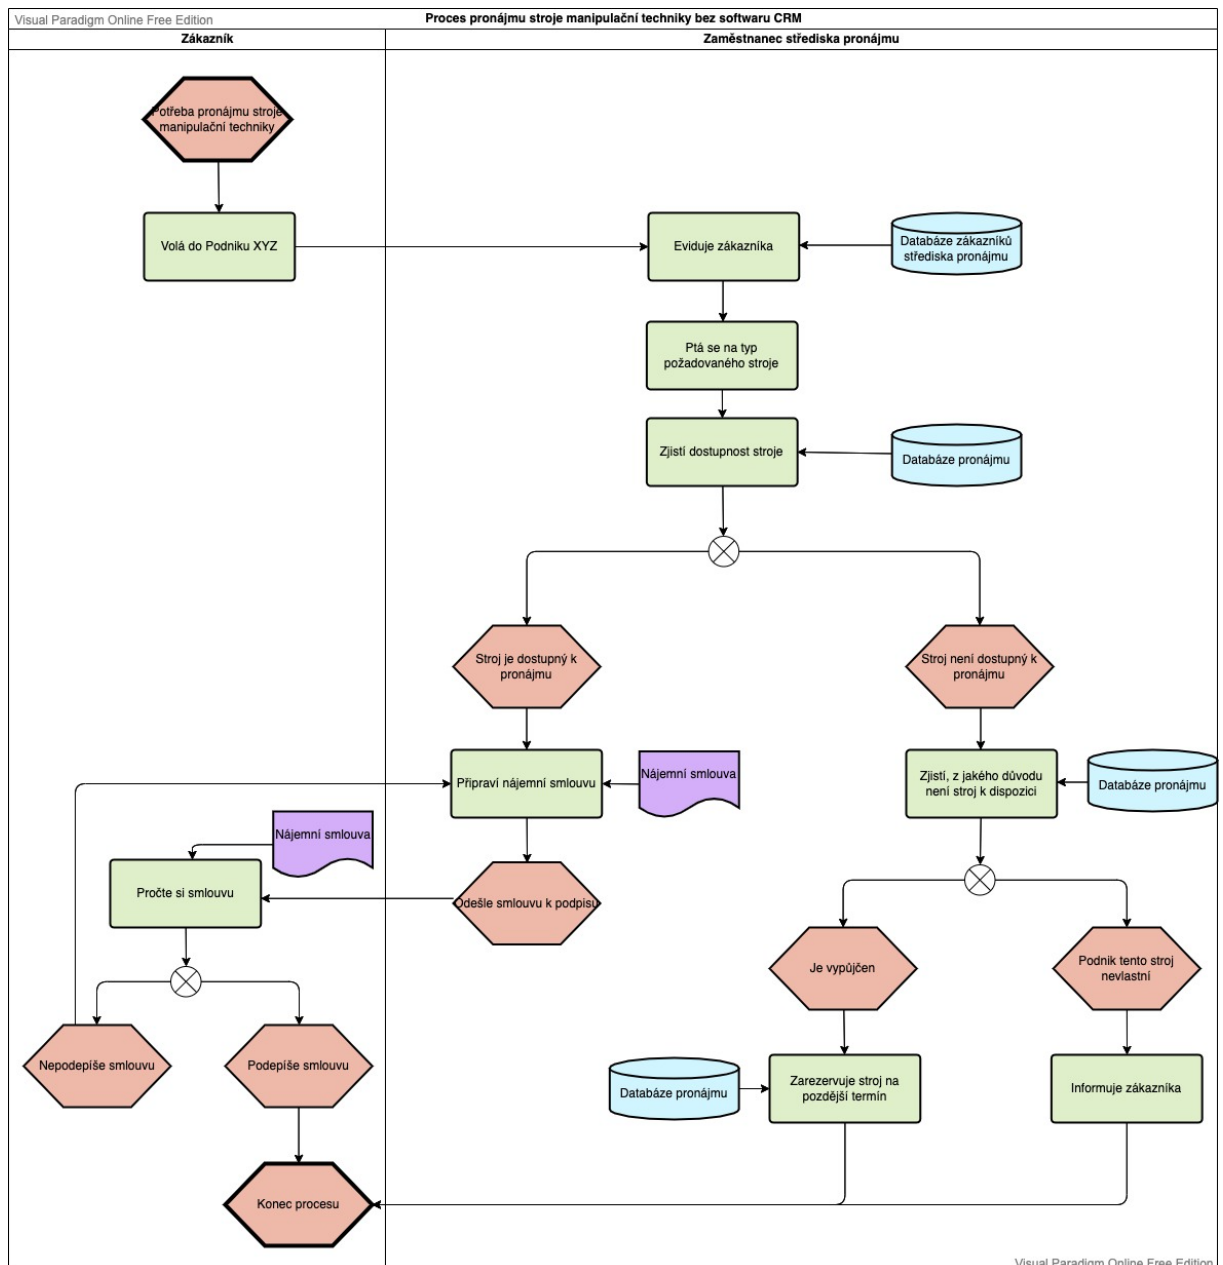 Visual Paradigm Online Free Edition
Proces pronájmu stroje manipulační techniky bez softwaru CRM
Zákazník
Zaměstnanec střediska pronájmu
Potřeba pronájmu stroje
manipulační techniky
Volá do Podniku XYZ
Eviduje zákazníka
Databáze zákazníků
střediska pronájmu
Ptá se na typ
požadovaného stroje
Zjistí dostupnost stroje
Databáze pronájmu
Stroj je dostupný k
pronájmu
Stroj není dostupný k
pronájmu
Připraví nájemní smlouvu
Nájemní smlouva
Zjistí, z jakého důvodu
není stroj k dispozici
Databáze pronájmu
Nájemní smlouva
Pročte si smlouvu
Odešle smlouvu k podpisu
Je vypůjčen
Podnik tento stroj
nevlastní
Nepodepíše smlouvu
Podepíše smlouvu
Databáze pronájmu
Zarezervuje stroj na
pozdější termín
Informuje zákazníka
Konec procesu
Visual Paradigm Online Free Edition